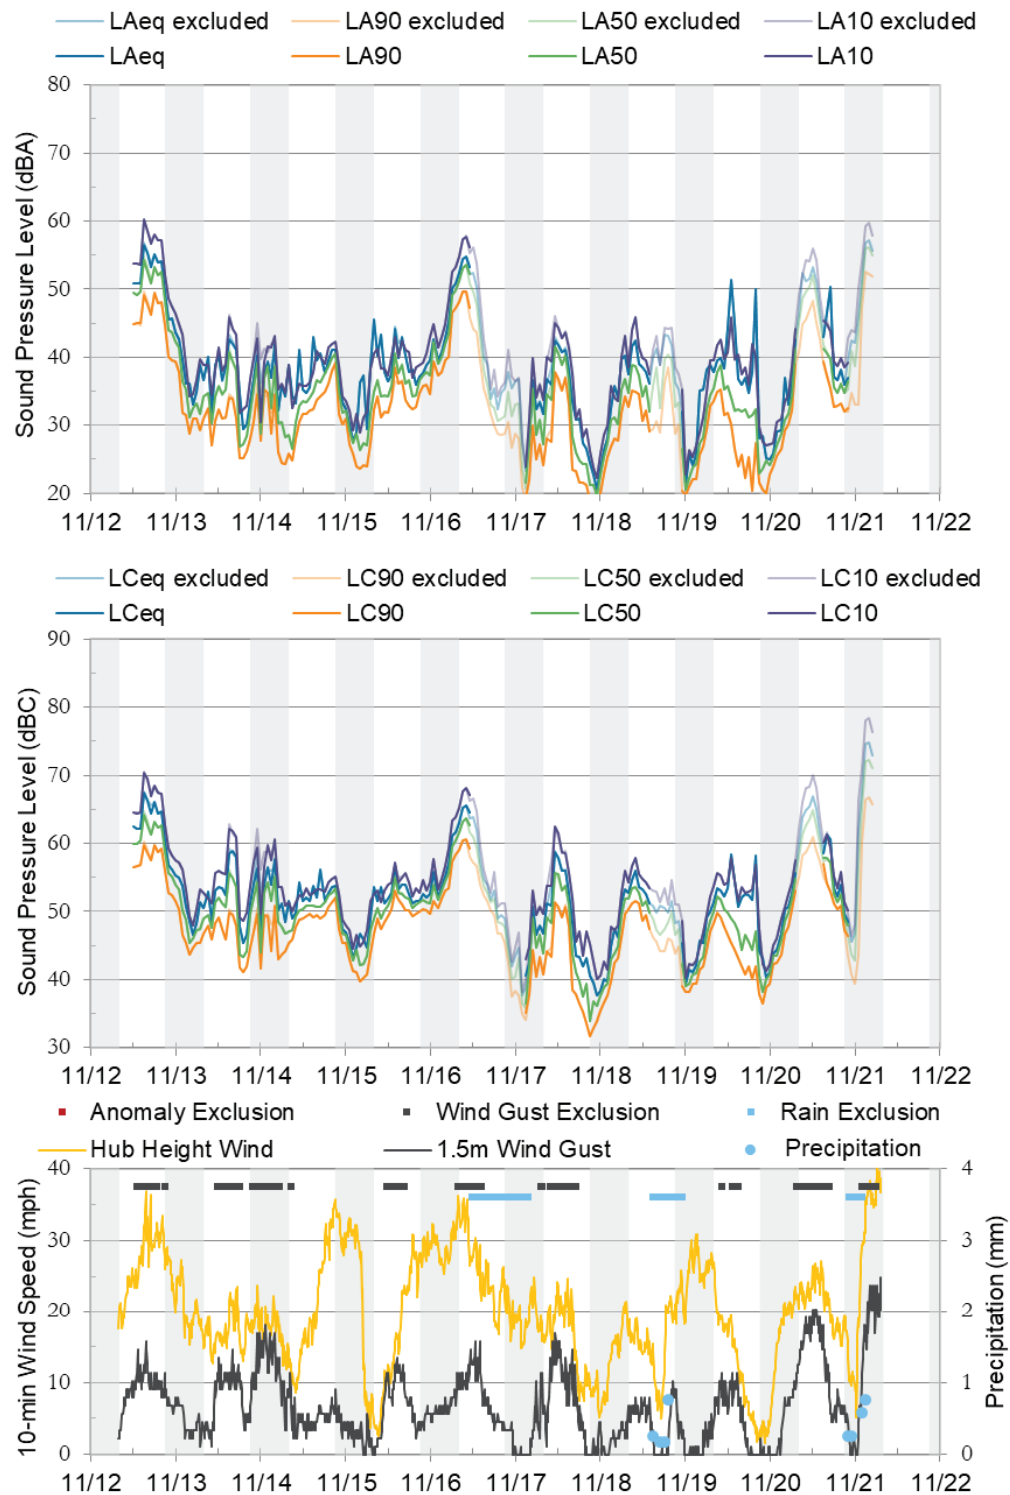 LAeq excluded LA90 excluded LA50 excluded LA10 excluded
LAeq LA90 LA50 LA10
Sound Pressure Level (dBA)
80
70
60
50
40
30
20
11/12 11/13 11/14 11/15 11/16 11/17 11/18 11/19 11/20 11/21 11/22
LCeq excluded LC90 excluded LC50 excluded LC10 excluded
LCeq LC90 LC50 LC10
Sound Pressure Level (dBC)
90
80
70
60
50
40
30
11/12 11/13 11/14 11/15 11/16 11/17 11/18 11/19 11/20 11/21 11/22
Anomaly Exclusion Wind Gust Exclusion Rain Exclusion
Hub Height Wind 1.5m Wind Gust Precipitation
10-min Wind Speed (mph)
40
30
20
10
0
4
3
2
1
0
Precipitation (mm)
11/12 11/13 11/14 11/15 11/16 11/17 11/18 11/19 11/20 11/21 11/22